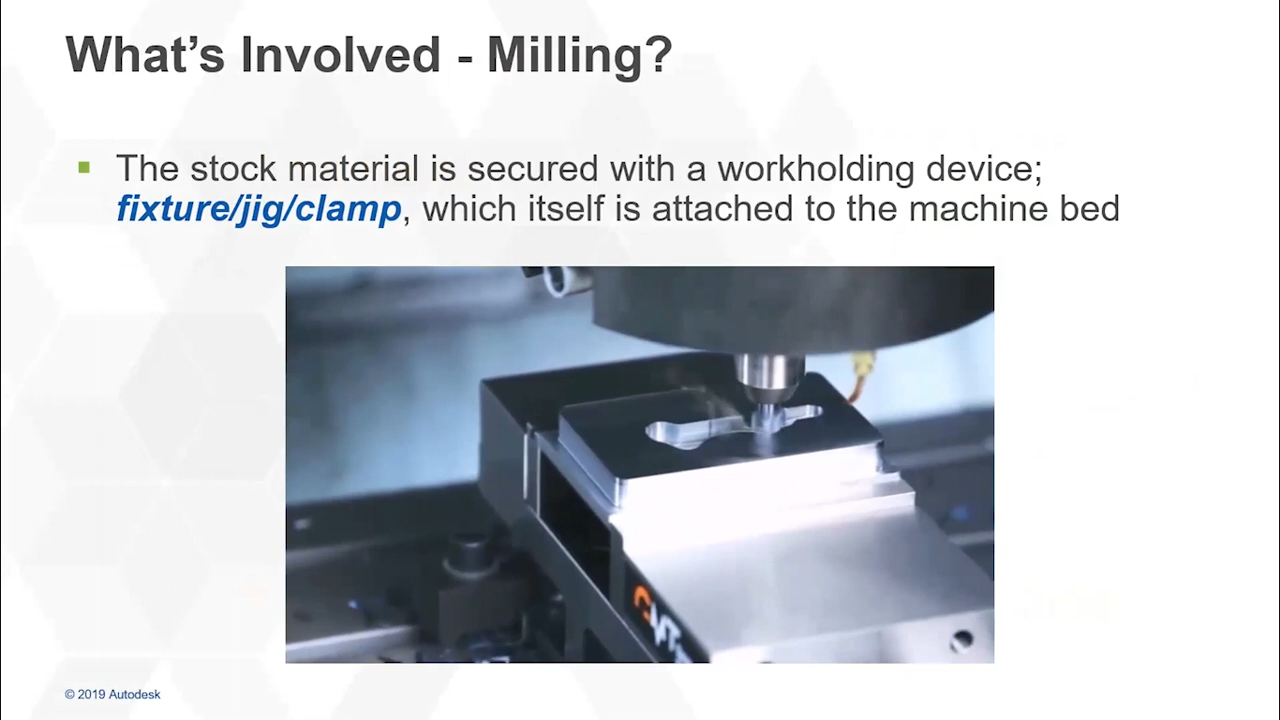 What’s Involved - Milling?
▪ The stock material is secured with a workholding device;
fixture/jig/clamp, which itself is attached to the machine bed
© 2019 Autodesk